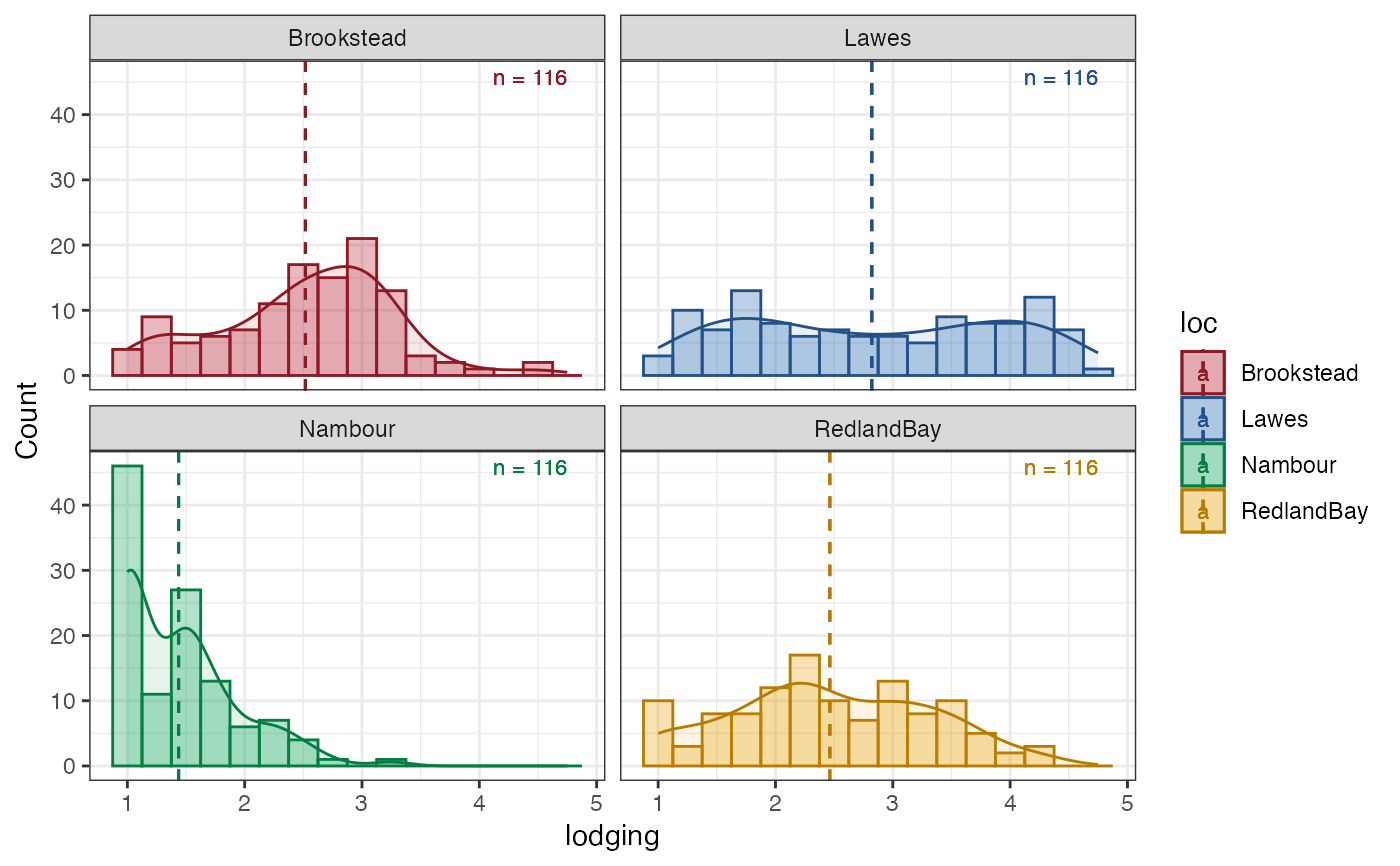 Brookstead
Lawes
n = 116
n = 116
40
30
20
10
0
Count
Nambour
RedlandBay
n = 116
n = 116
40
30
20
10
0
1 2 3 4 5
1 2 3 4 5
lodging
loc
a Brookstead
a Lawes
a Nambour
a RedlandBay